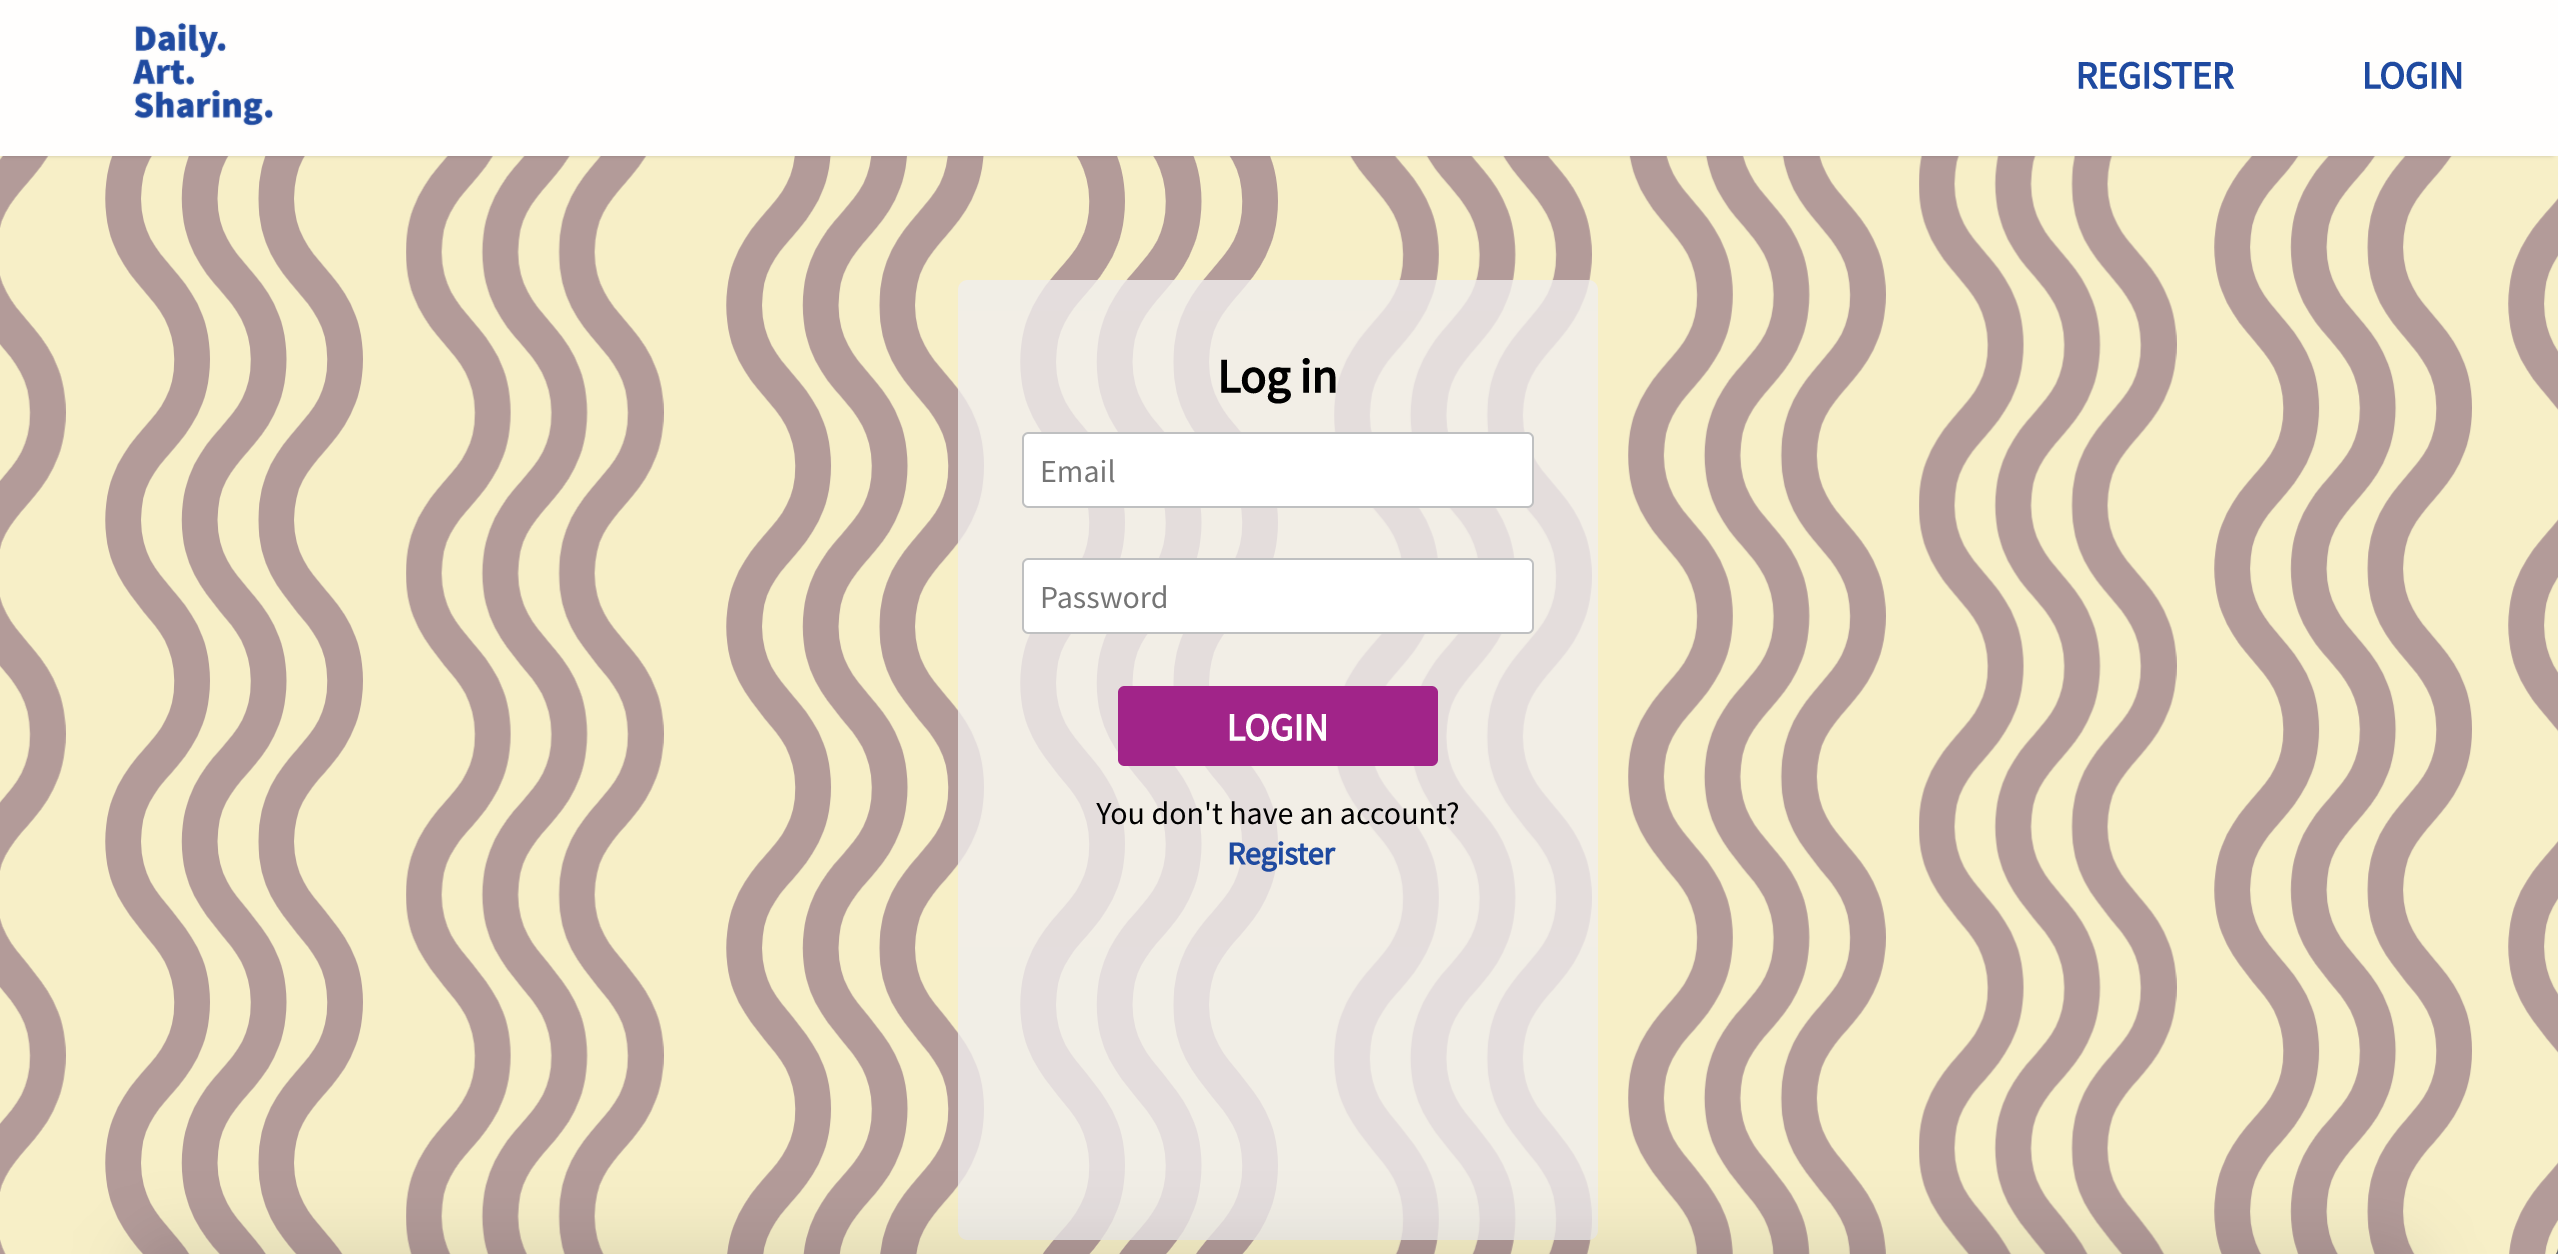 Daily.
Art.
Sharing.
REGISTER
LOGIN
Log in
Email
Password
LOGIN
You don't have an account?
Register